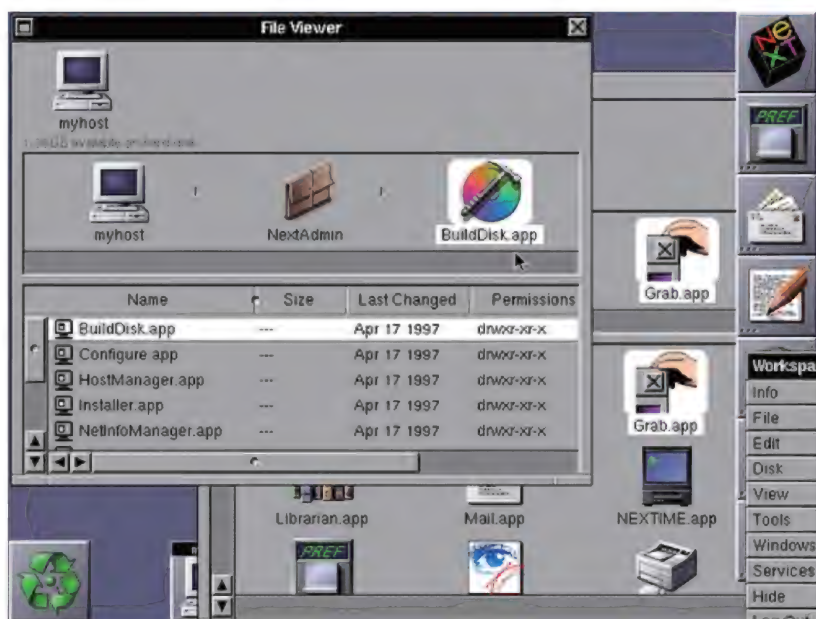 File Viewer
myhost
myhost
NextAdmin
BuildDisk.app
Name Size Last Changed Permissions
BuildDisk.app --- Apr 17 1997 drwxr-xr-x
Configure.app --- Apr 17 1997 drwxr-xr-x
HostManager.app --- Apr 17 1997 drwxr-xr-x
Installer.app --- Apr 17 1997 drwxr-xr-x
NetInfoManager.app --- Apr 17 1997 drwxr-xr-x
Grab.app
Grab.app
Librarian.app
Mail.app
NEXTIME.app
PREF
NeXT
PREF
Workspa
Info
File
Edit
Disk
View
Tools
Windows
Services
Hide
Log Out